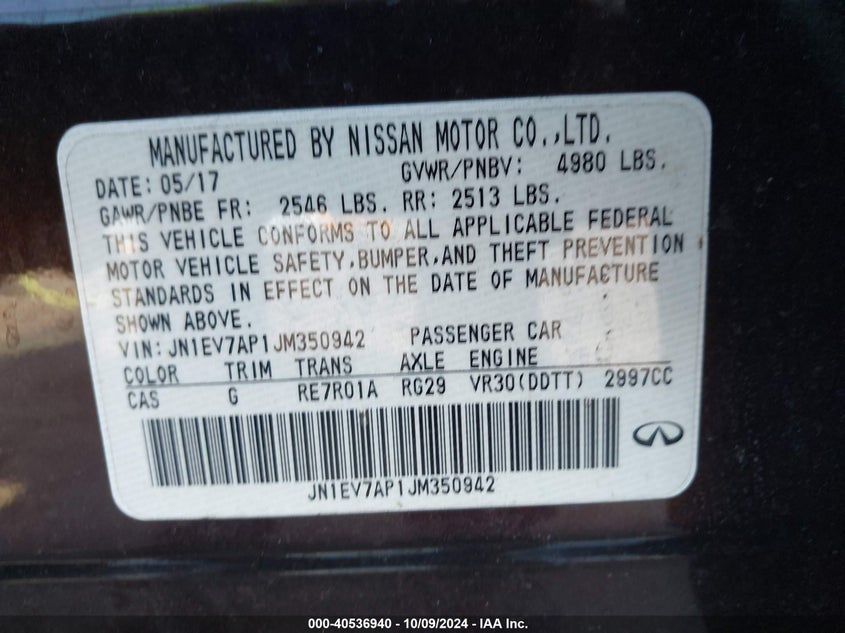 MANUFACTURED BY NISSAN MOTOR CO.,LTD.
DATE: 05/17 GVWR/PNBV: 4980 LBS.
GAWR/PNBE FR: 2546 LBS. RR: 2513 LBS.
THIS VEHICLE CONFORMS TO ALL APPLICABLE FEDERAL
MOTOR VEHICLE SAFETY,BUMPER,AND THEFT PREVENTION
STANDARDS IN EFFECT ON THE DATE OF MANUFACTURE
SHOWN ABOVE.
VIN: JN1EV7AP1JM350942 PASSENGER CAR
COLOR TRIM TRANS AXLE ENGINE
CAS G RE7R01A RG29 VR30(DDTT) 2997CC
JN1EV7AP1JM350942
000-40536940 - 10/09/2024 - IAA Inc.